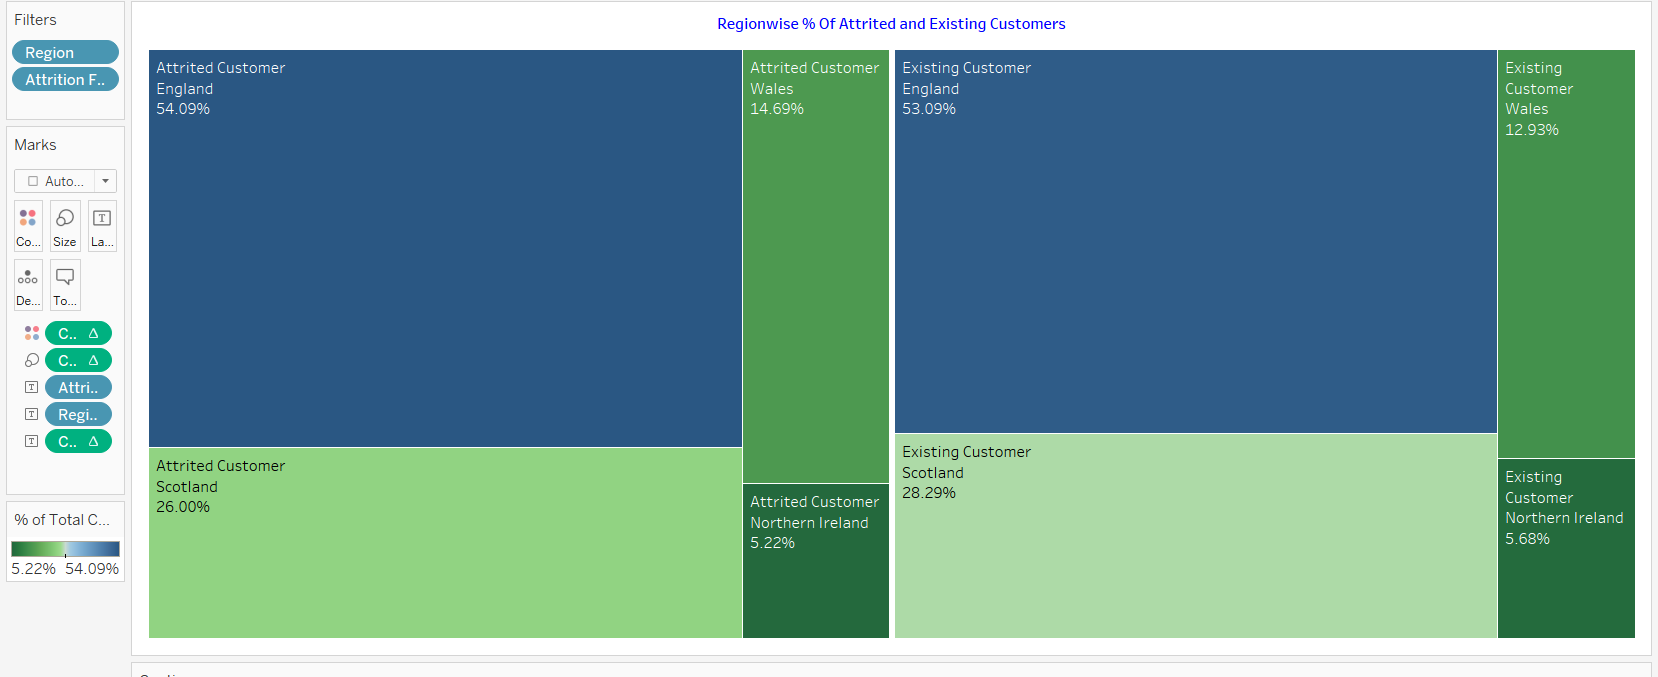 Filters
Region
Attrition F..
Marks
Auto...
Co...
Size
La...
De...
To...
C..
C..
Attri..
Regi..
C..
% of Total C...
5.22% 54.09%
Regionwise % Of Attrited and Existing Customers
Attrited Customer
England
54.09%
Attrited Customer
Wales
14.69%
Attrited Customer
Scotland
26.00%
Attrited Customer
Northern Ireland
5.22%
Existing Customer
England
53.09%
Existing
Customer
Wales
12.93%
Existing Customer
Scotland
28.29%
Existing
Customer
Northern Ireland
5.68%